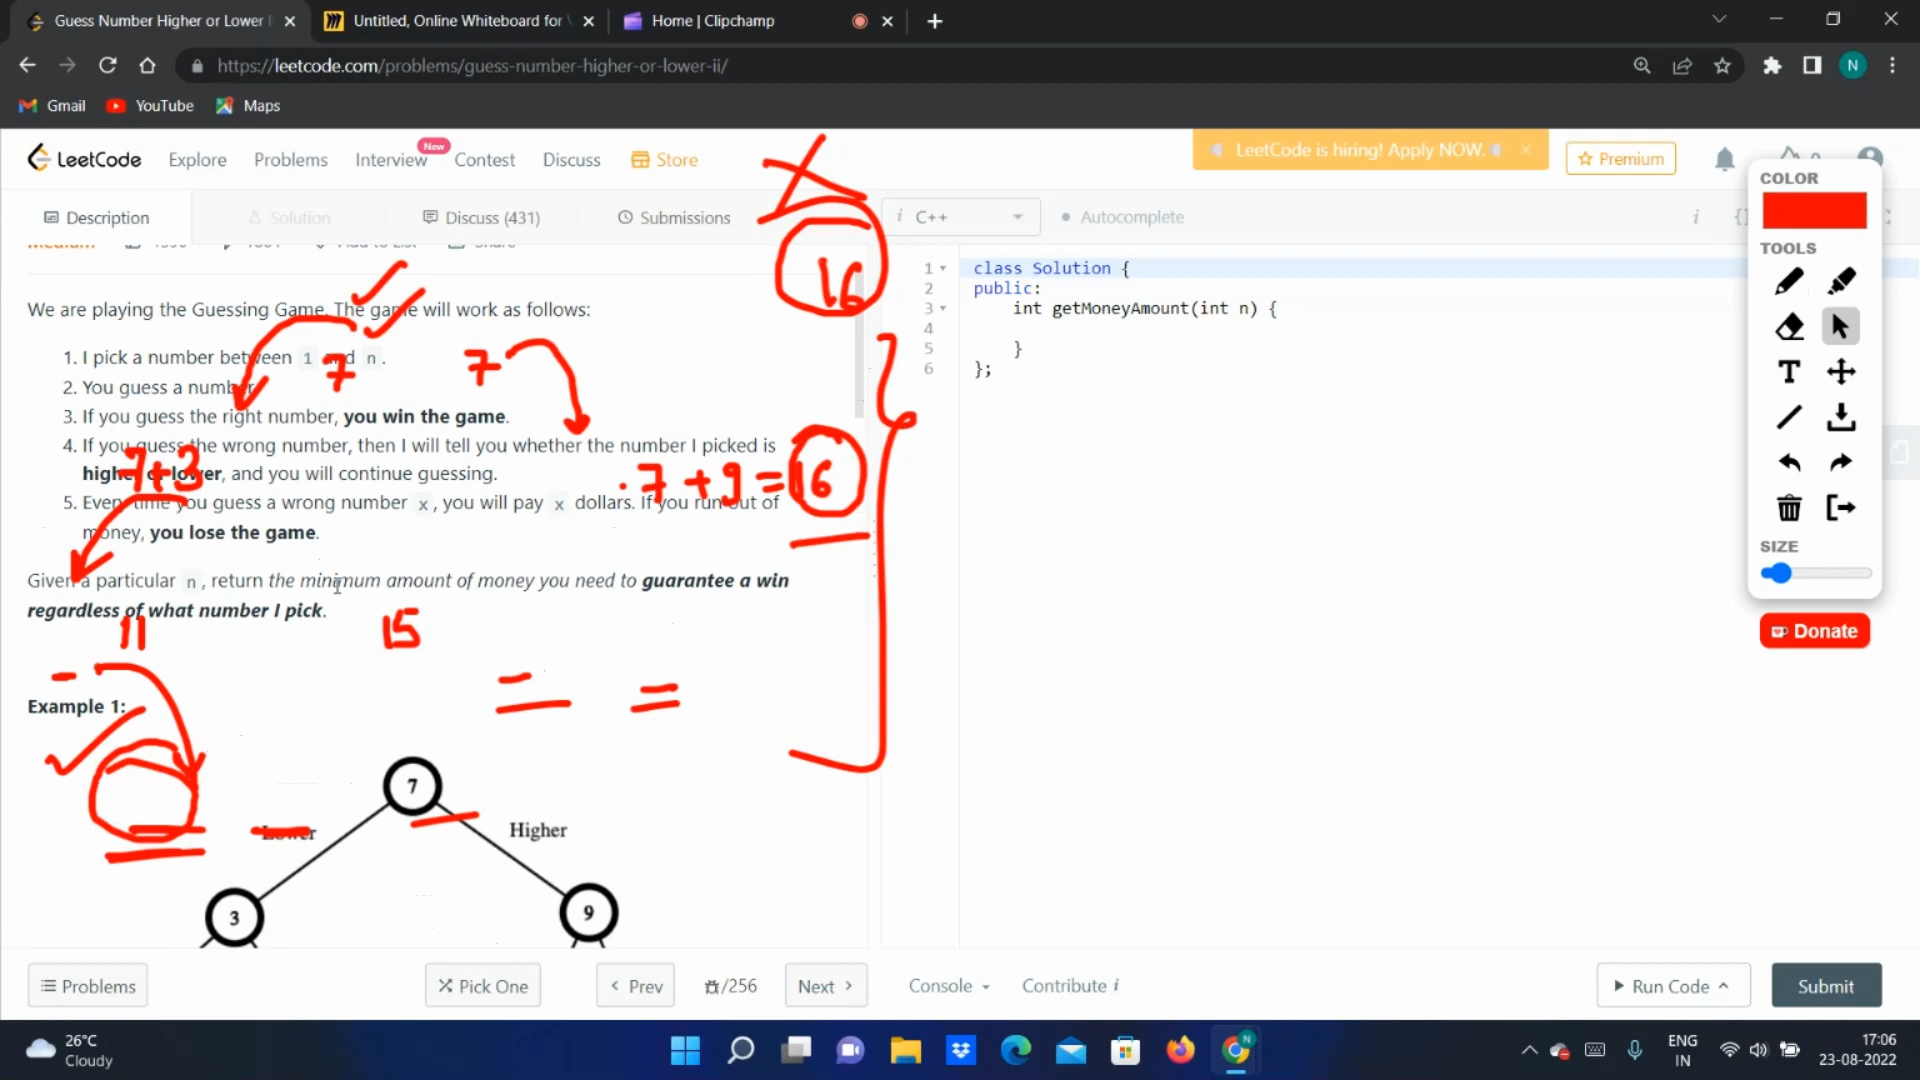 Guess Number Higher or Lower I
Untitled, Online Whiteboard for V
Home | Clipchamp
https://leetcode.com/problems/guess-number-higher-or-lower-ii/
N
Gmail YouTube Maps
LeetCode Explore Problems Interview New Contest Discuss Store
LeetCode is hiring! Apply NOW.
Premium
Description Solution Discuss (431) Submissions
i C++ Autocomplete
We are playing the Guessing Game. The game will work as follows:
1. I pick a number between 1 and n.
2. You guess a number.
3. If you guess the right number, you win the game.
4. If you guess the wrong number, then I will tell you whether the number I picked is
higher or lower, and you will continue guessing.
5. Every time you guess a wrong number x, you will pay x dollars. If you run out of
money, you lose the game.
Given a particular n, return the minimum amount of money you need to guarantee a win
regardless of what number I pick.
Example 1:
7
Lower
Higher
3
9
16
7
7
7+3
7+9=16
11
15
1 class Solution {
2 public:
3 int getMoneyAmount(int n) {
4
5 }
6 };
COLOR
TOOLS
T
SIZE
Donate
Problems
Pick One
Prev
/256
Next
Console
Contribute i
Run Code
Submit
26°C
Cloudy
ENG
IN
17:06
23-08-2022